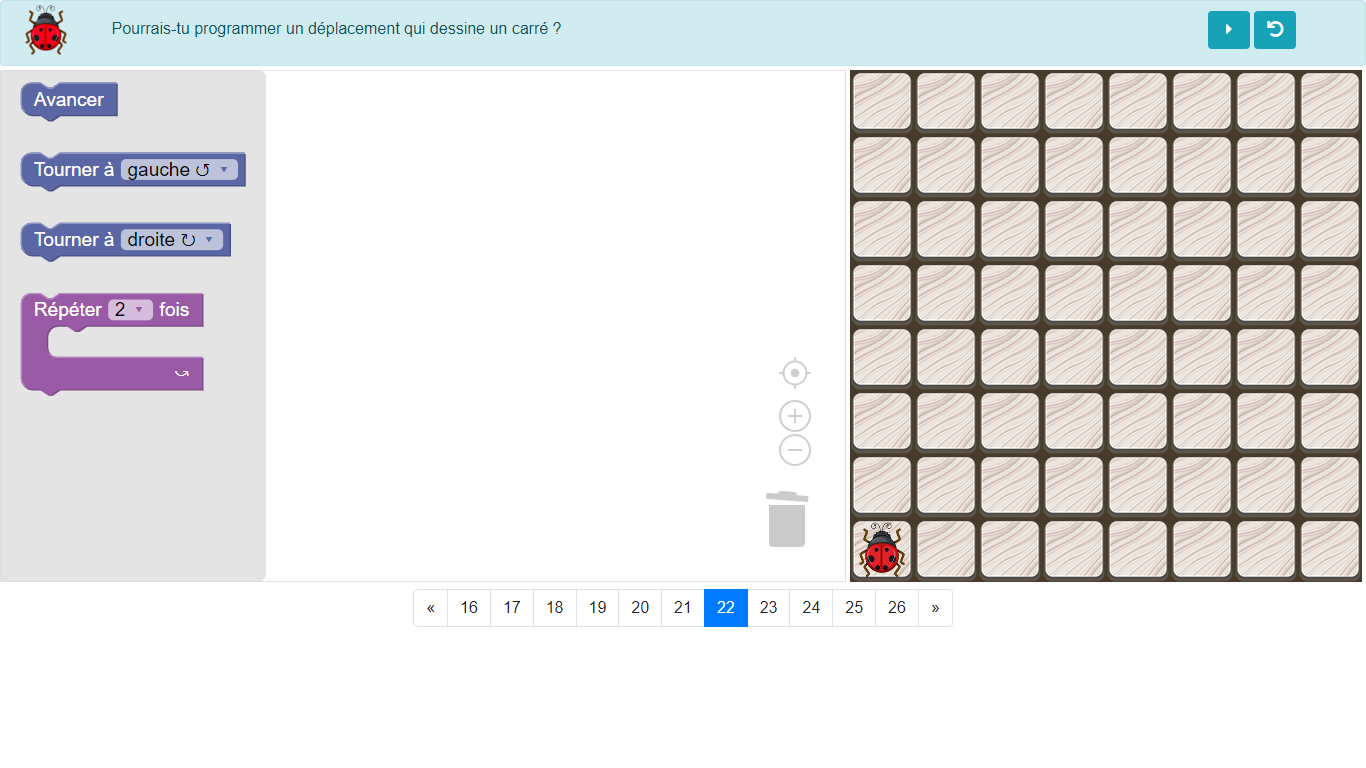 Pourrais-tu programmer un déplacement qui dessine un carré ?
Avancer
Tourner à gauche ↺
Tourner à droite ↻
Répéter 2 fois
« 16 17 18 19 20 21 22 23 24 25 26 »